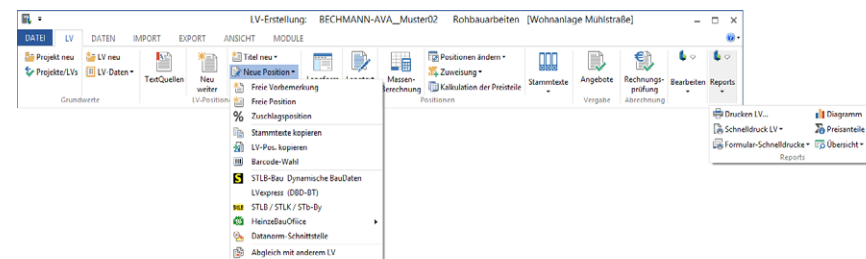 LV-Erstellung: BECHMANN-AVA_Muster02 Rohbauarbeiten [Wohnanlage Mühlstraße]
DATEI LV DATEN IMPORT EXPORT ANSICHT MODULE
Projekt neu LV neu Titel neu Positionen ändern
Projekte/LVs LV-Daten TextQuellen Neu weiter Neue Position Massen-berechnung Zuweisung Stammtexte Angebote Rechnungs-prüfung Bearbeiten Reports
Kalkulation der Preisteile
Grundwerte LV-Position Positionen Vergabe Abrechnung
Freie Vorbemerkung
Freie Position
Zuschlagsposition
Stammtexte kopieren
LV-Pos. kopieren
Barcode-Wahl
STLB-Bau Dynamische BauDaten
LVexpress (DBD-BT)
STLB / STLK / STb-By
HeinzeBauOfiice
Datanorm-Schnittstelle
Abgleich mit anderem LV
Drucken LV... Diagramm
Schnelldruck LV Preisanteile
Formular-Schnelldrucke Übersicht
Reports